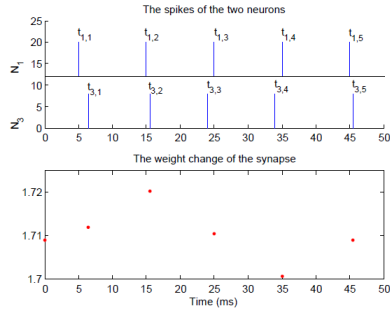 The spikes of the two neurons
25
20
15
10
5
0
N1
N3
t1,1
t1,2
t1,3
t1,4
t1,5
t3,1
t3,2
t3,3
t3,4
t3,5
0 5 10 15 20 25 30 35 40 45 50
The weight change of the synapse
1.72
1.71
1.7
0 5 10 15 20 25 30 35 40 45 50
Time (ms)